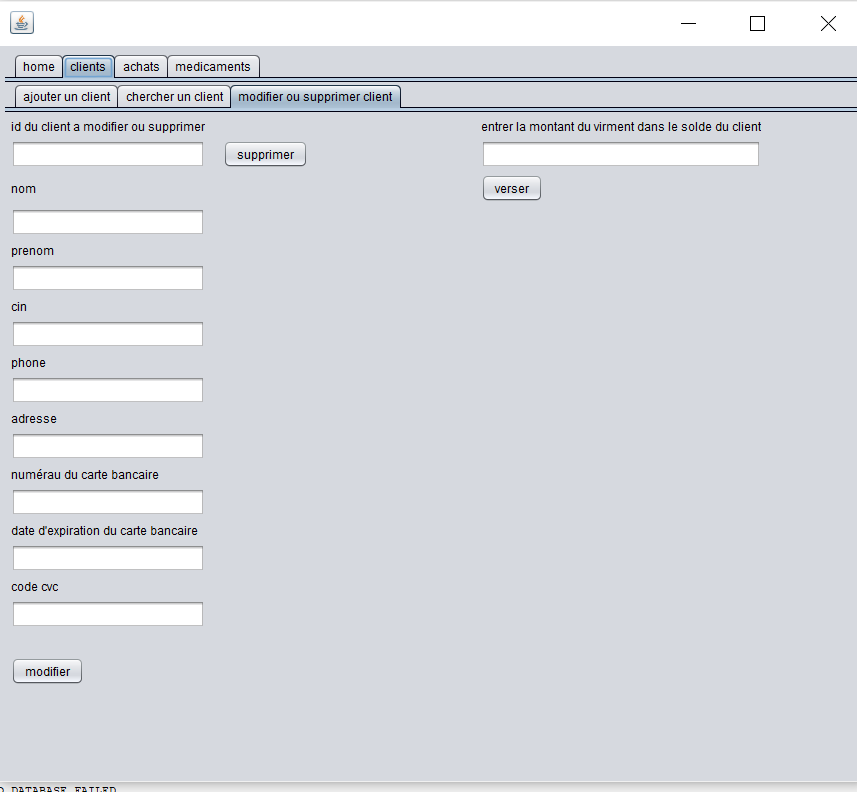 home clients achats medicaments
ajouter un client chercher un client modifier ou supprimer client
id du client a modifier ou supprimer
supprimer
nom
prenom
cin
phone
adresse
numérau du carte bancaire
date d'expiration du carte bancaire
code cvc
modifier
entrer la montant du virment dans le solde du client
verser
DATABASE FAILED